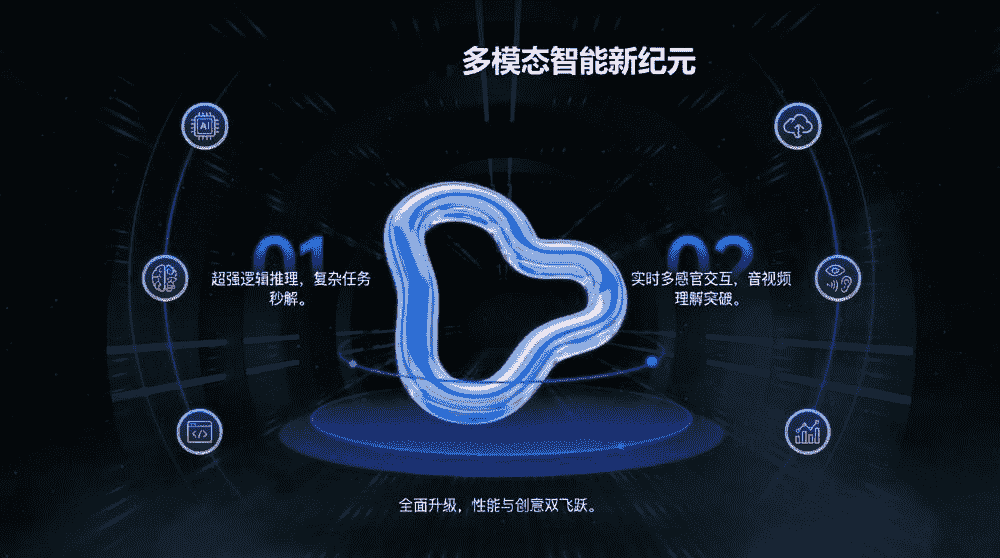 多模态智能新纪元
AI
01
超强逻辑推理，复杂任务
秒解。
02
实时多感官交互，音视频
理解突破。
</>
全面升级，性能与创意双飞跃。